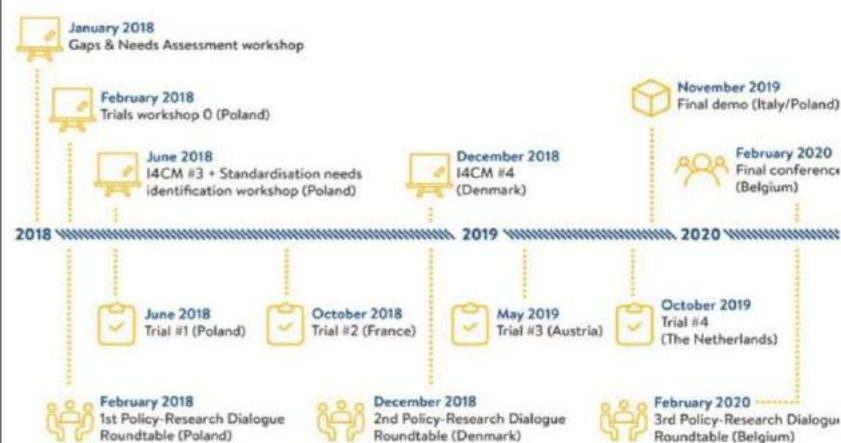 January 2018
Gaps & Needs Assessment workshop
February 2018
Trials workshop 0 (Poland)
June 2018
I4CM #3 + Standardisation needs
identification workshop (Poland)
December 2018
I4CM #4
(Denmark)
November 2019
Final demo (Italy/Poland)
February 2020
Final conference
(Belgium)
2018
2019
2020
June 2018
Trial #1 (Poland)
October 2018
Trial #2 (France)
May 2019
Trial #3 (Austria)
October 2019
Trial #4
(The Netherlands)
February 2018
1st Policy-Research Dialogue
Roundtable (Poland)
December 2018
2nd Policy-Research Dialogue
Roundtable (Denmark)
February 2020
3rd Policy-Research Dialogu
Roundtable (Belgium)